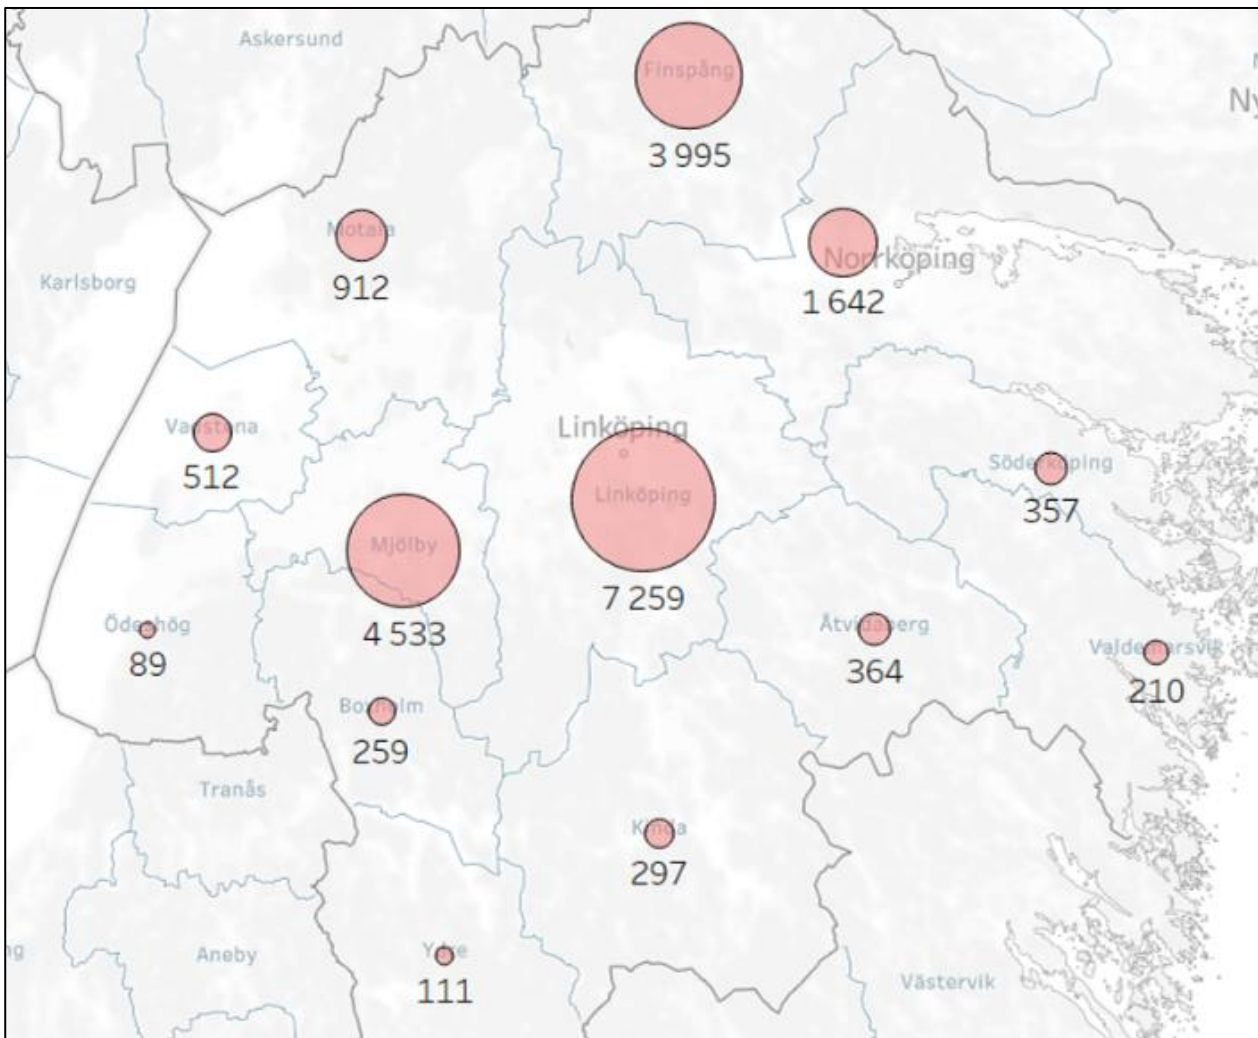 Askersund
Finspång
3 995
Ny
Motala
912
Norrköping
1 642
Karlsborg
Vadstena
512
Linköping
Linköping
7 259
Söderköping
357
Mjölby
4 533
Ödeshög
89
Åtvidaberg
364
Valdemarsvik
210
Boxholm
259
Tranås
Kinda
297
ng
Aneby
Ydre
111
Västervik